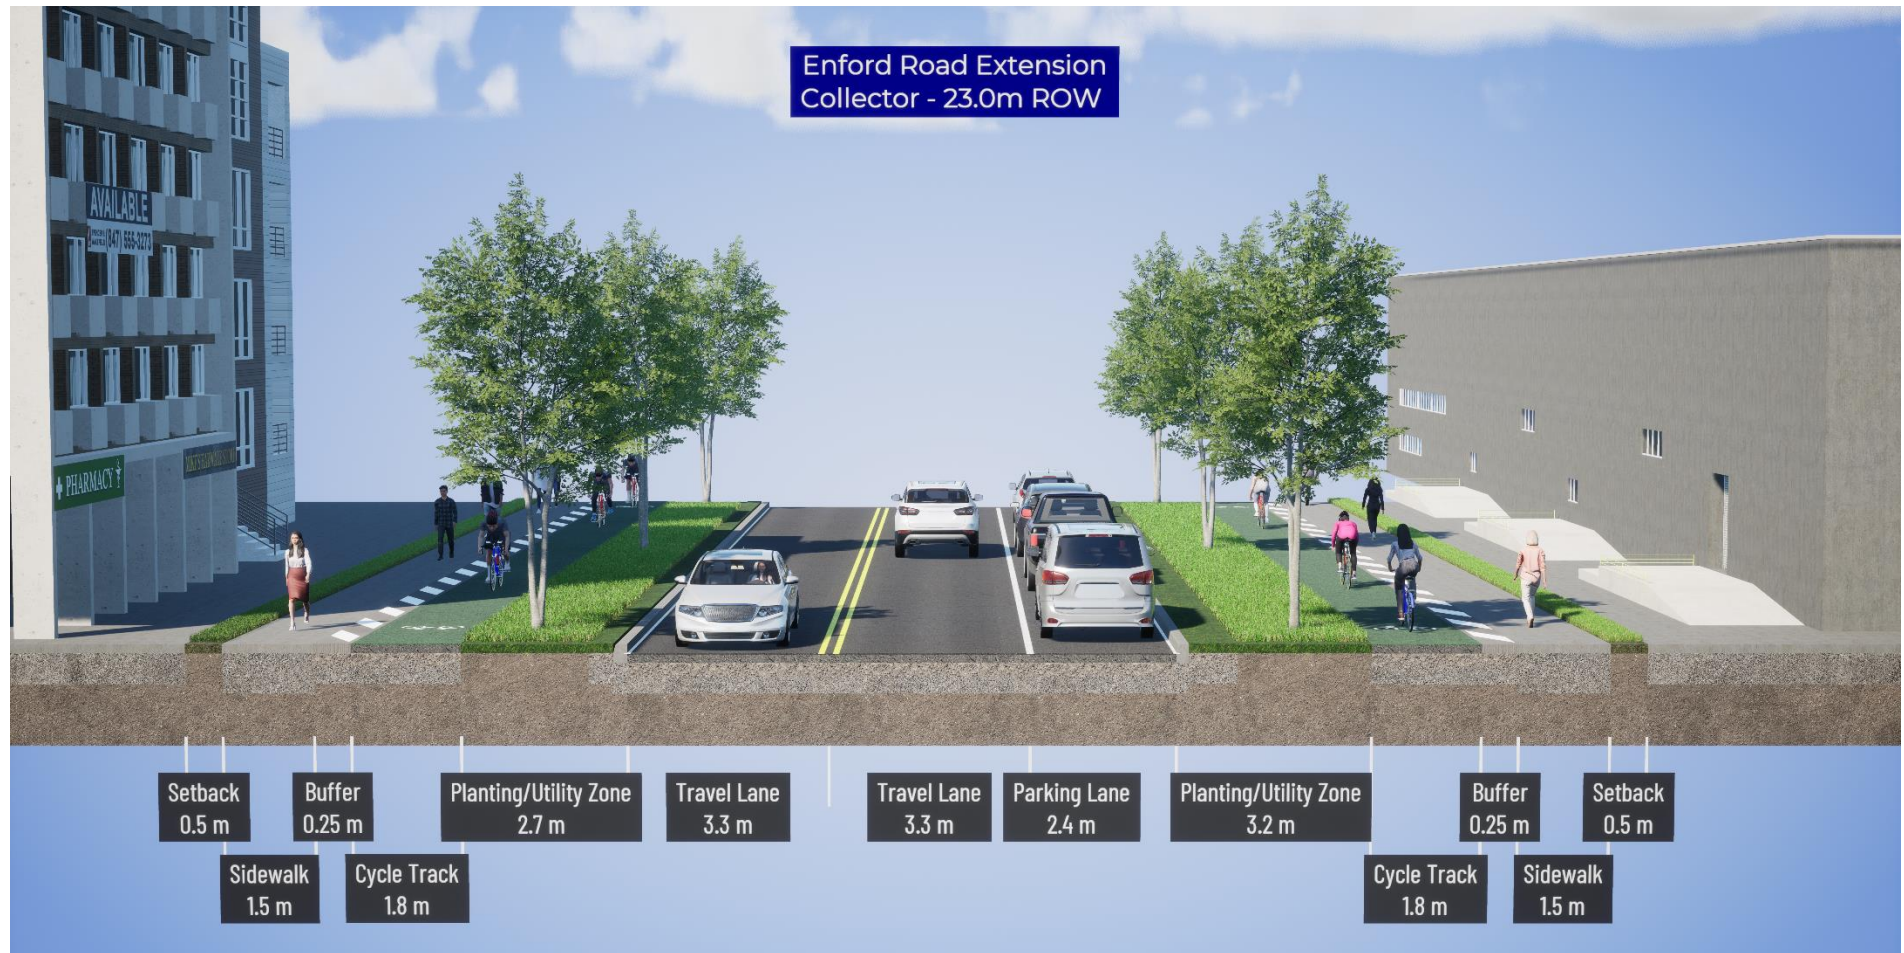 Enford Road Extension
Collector - 23.0m ROW
AVAILABLE
(847) 555-3273
PHARMACY
Setback
0.5 m
Sidewalk
1.5 m
Buffer
0.25 m
Cycle Track
1.8 m
Planting/Utility Zone
2.7 m
Travel Lane
3.3 m
Travel Lane
3.3 m
Parking Lane
2.4 m
Planting/Utility Zone
3.2 m
Cycle Track
1.8 m
Buffer
0.25 m
Sidewalk
1.5 m
Setback
0.5 m